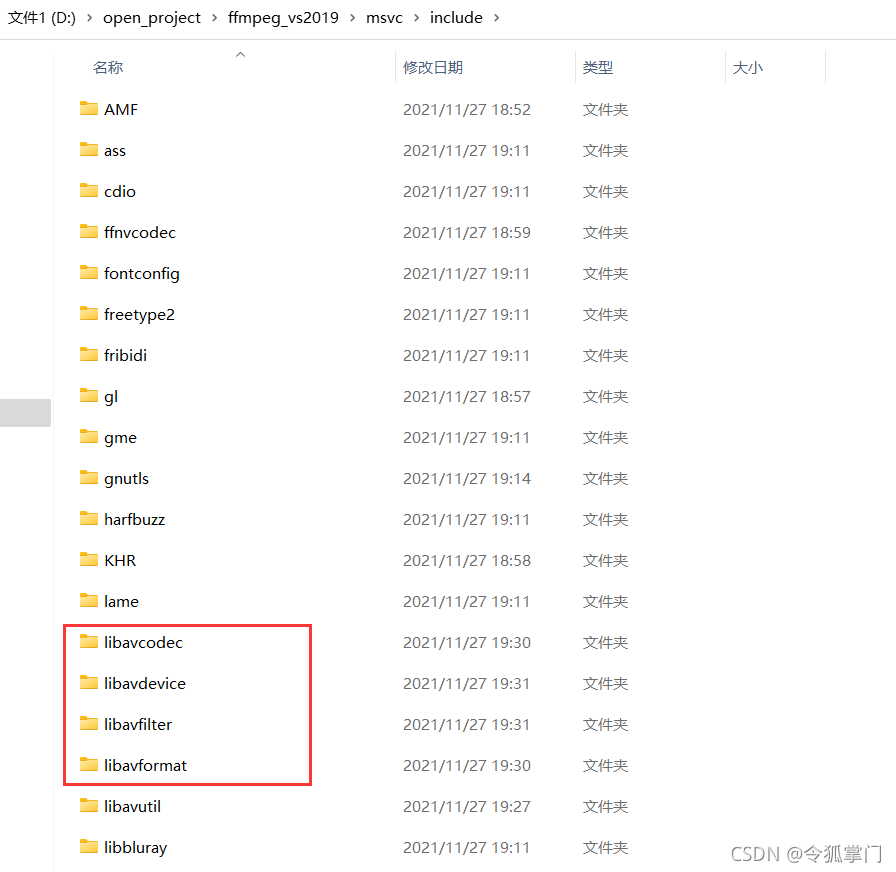 文件1 (D:) › open_project › ffmpeg_vs2019 › msvc › include ›
名称 修改日期 类型 大小
AMF 2021/11/27 18:52 文件夹
ass 2021/11/27 19:11 文件夹
cdio 2021/11/27 19:11 文件夹
ffnvcodec 2021/11/27 18:59 文件夹
fontconfig 2021/11/27 19:11 文件夹
freetype2 2021/11/27 19:11 文件夹
fribidi 2021/11/27 19:11 文件夹
gl 2021/11/27 18:57 文件夹
gme 2021/11/27 19:11 文件夹
gnutls 2021/11/27 19:14 文件夹
harfbuzz 2021/11/27 19:11 文件夹
KHR 2021/11/27 18:58 文件夹
lame 2021/11/27 19:11 文件夹
libavcodec 2021/11/27 19:30 文件夹
libavdevice 2021/11/27 19:31 文件夹
libavfilter 2021/11/27 19:31 文件夹
libavformat 2021/11/27 19:30 文件夹
libavutil 2021/11/27 19:27 文件夹
libbluray 2021/11/27 19:11 文件夹
CSDN @令狐掌门